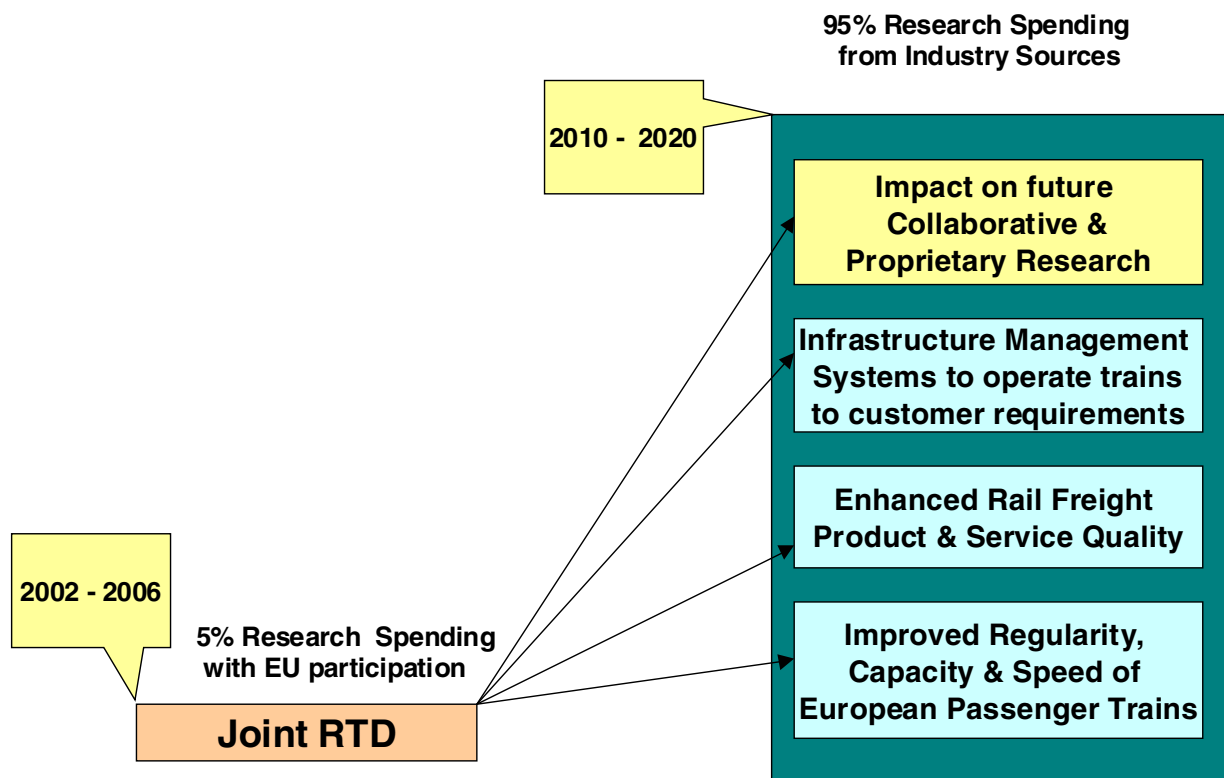 95% Research Spending
from Industry Sources
2010 - 2020
Impact on future
Collaborative &
Proprietary Research
Infrastructure Management
Systems to operate trains
to customer requirements
Enhanced Rail Freight
Product & Service Quality
2002 - 2006
5% Research Spending
with EU participation
Improved Regularity,
Capacity & Speed of
European Passenger Trains
Joint RTD